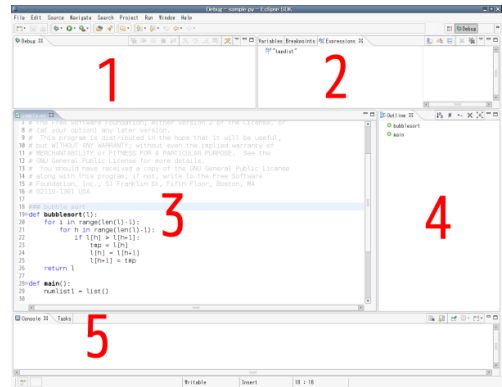 Debug - sample.py - Eclipse SDK
File Edit Source Navigate Search Project Run Window Help
Debug
Debug
Variables Breakpoints Expressions
"temlist"
1
2
sample.py
Outline
7 # the Free Software Foundation; either version 2 of the License, or
8 # (at your option) any later version.
9 # This program is distributed in the hope that it will be useful,
10 # but WITHOUT ANY WARRANTY; without even the implied warranty of
11 # MERCHANTABILITY or FITNESS FOR A PARTICULAR PURPOSE. See the
12 # GNU General Public License for more details.
13 # You should have received a copy of the GNU General Public License
14 # along with this program; if not, write to the Free Software
15 # Foundation, Inc., 51 Franklin St, Fifth Floor, Boston, MA
16 # 02110-1301 USA
17
18 ### bubble sort
19 def bubblesort(l):
20 for i in range(len(l)-1):
21 for h in range(len(l)-1):
22 if l[h] > l[h+1]:
23 tmp = l[h]
24 l[h] = l[h+1]
25 l[h+1] = tmp
26 return l
27
28 def main():
29 numlist1 = list()
30
3
bubblesort
main
4
Console Tasks
5
Writable Insert 18 : 16